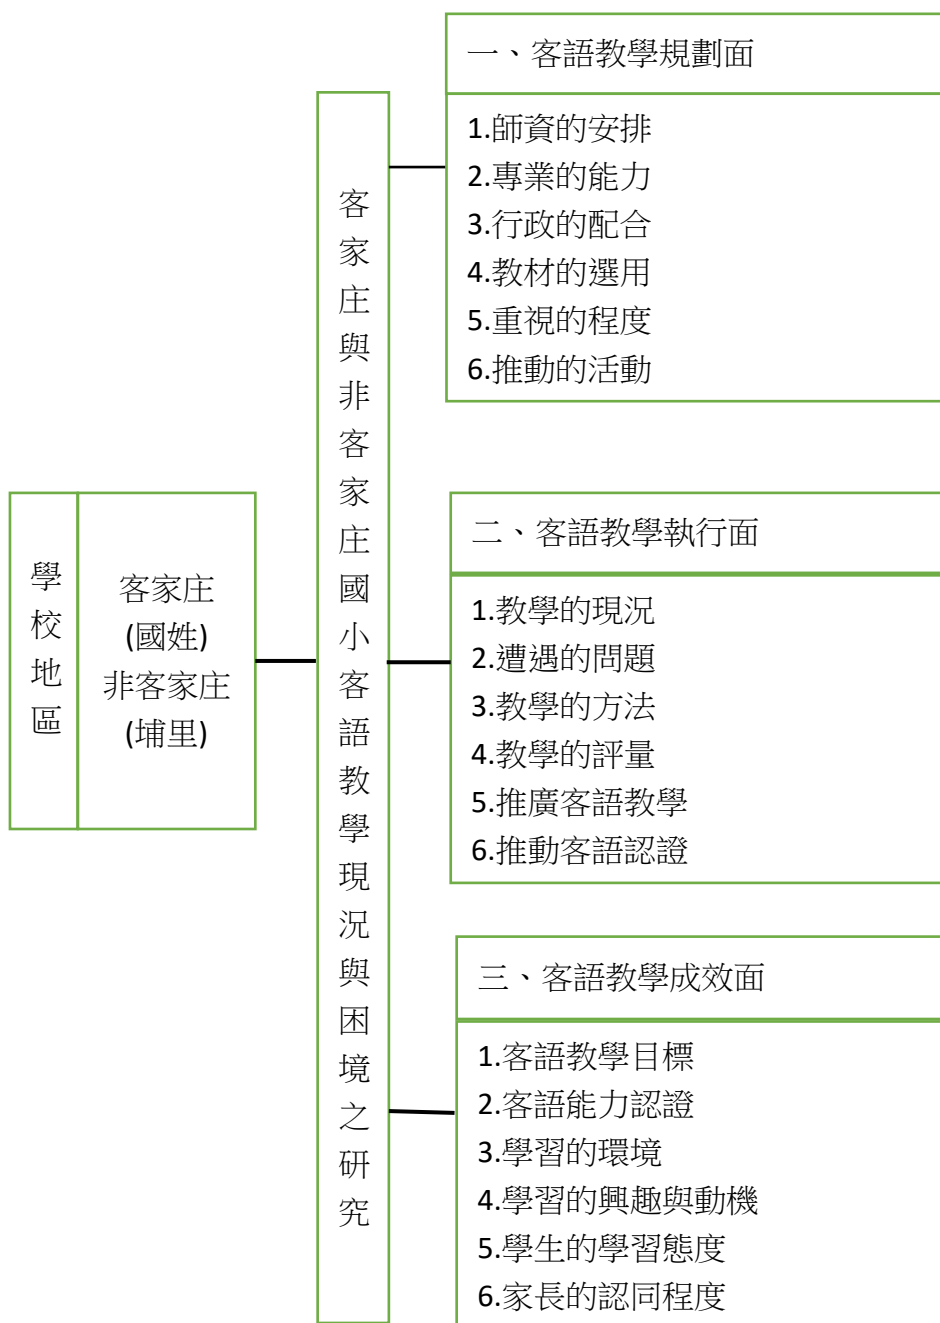 學校地區
客家庄
(國姓)
非客家庄
(埔里)
客家庄與非客家庄國小客語教學現況與困境之研究
一、客語教學規劃面
1.師資的安排
2.專業的能力
3.行政的配合
4.教材的選用
5.重視的程度
6.推動的活動
二、客語教學執行面
1.教學的現況
2.遭遇的問題
3.教學的方法
4.教學的評量
5.推廣客語教學
6.推動客語認證
三、客語教學成效面
1.客語教學目標
2.客語能力認證
3.學習的環境
4.學習的興趣與動機
5.學生的學習態度
6.家長的認同程度